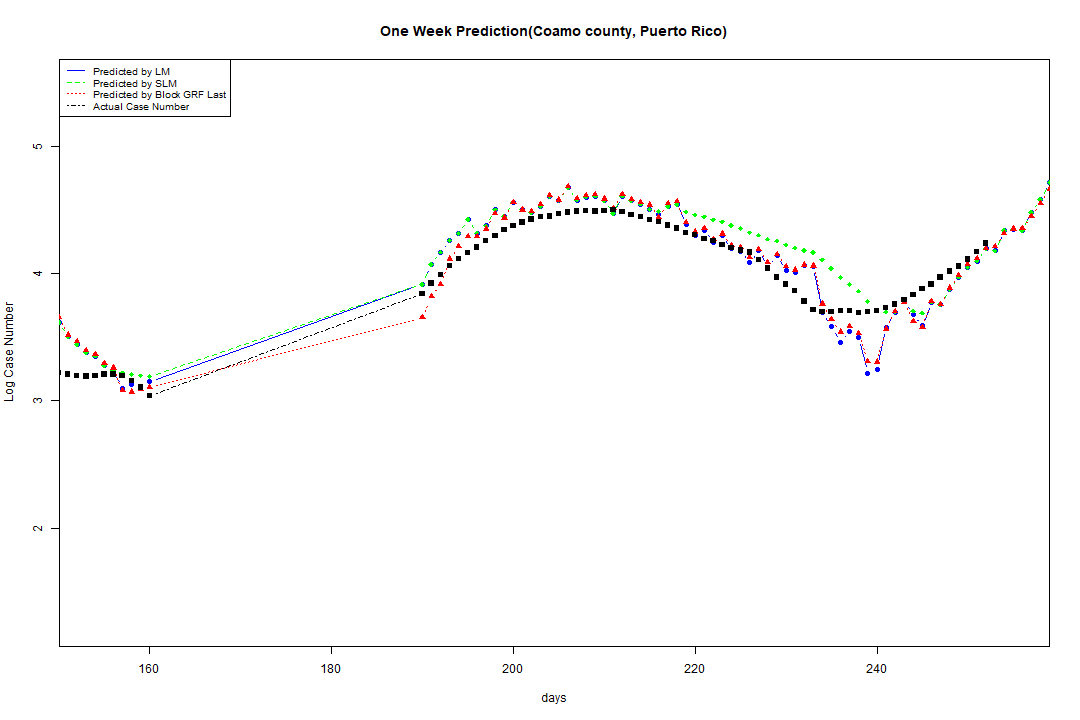 One Week Prediction(Coamo county, Puerto Rico)
Predicted by LM
Predicted by SLM
Predicted by Block GRF Last
Actual Case Number
5
4
3
2
Log Case Number
160 180 200 220 240
days